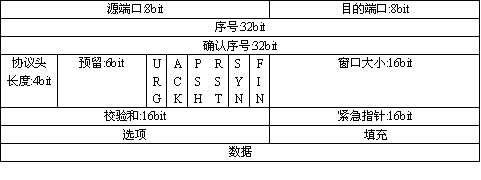 源端口:8bit 目的端口:8bit
序号:32bit
确认序号:32bit
协议头长度:4bit 预留:6bit URG ACK PSH RST SYN FIN 窗口大小:16bit
校验和:16bit 紧急指针:16bit
选项 填充
数据